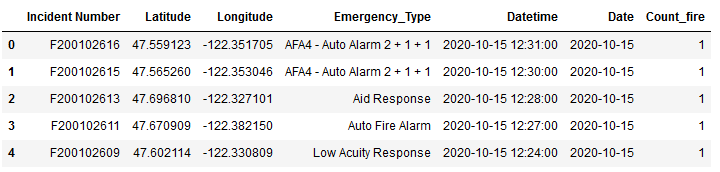 Incident Number Latitude Longitude Emergency_Type Datetime Date Count_fire
0 F200102616 47.559123 -122.351705 AFA4 - Auto Alarm 2 + 1 + 1 2020-10-15 12:31:00 2020-10-15 1
1 F200102615 47.565260 -122.353046 AFA4 - Auto Alarm 2 + 1 + 1 2020-10-15 12:30:00 2020-10-15 1
2 F200102613 47.696810 -122.327101 Aid Response 2020-10-15 12:28:00 2020-10-15 1
3 F200102611 47.670909 -122.382150 Auto Fire Alarm 2020-10-15 12:27:00 2020-10-15 1
4 F200102609 47.602114 -122.330809 Low Acuity Response 2020-10-15 12:24:00 2020-10-15 1